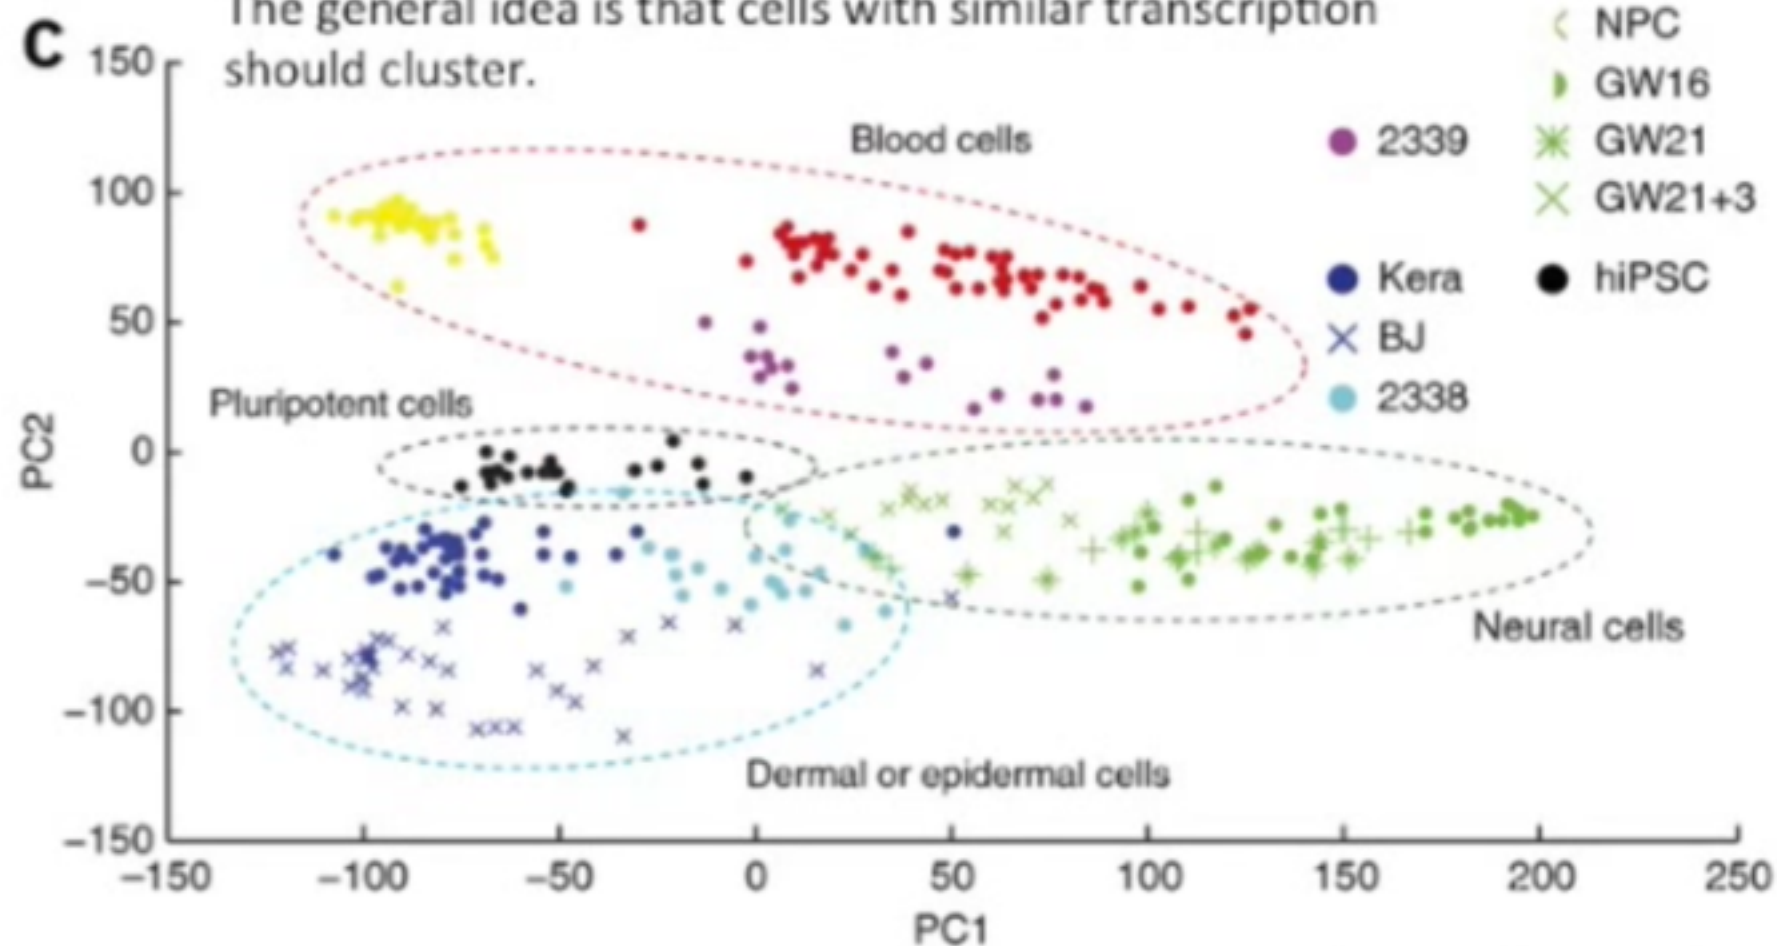 The general idea is that cells with similar transcription
should cluster.
C
NPC
GW16
2339
GW21
GW21+3
Kera
hiPSC
BJ
2338
Blood cells
Pluripotent cells
Neural cells
Dermal or epidermal cells
PC2
150
100
50
0
−50
−100
−150
−150 −100 −50 0 50 100 150 200 250
PC1